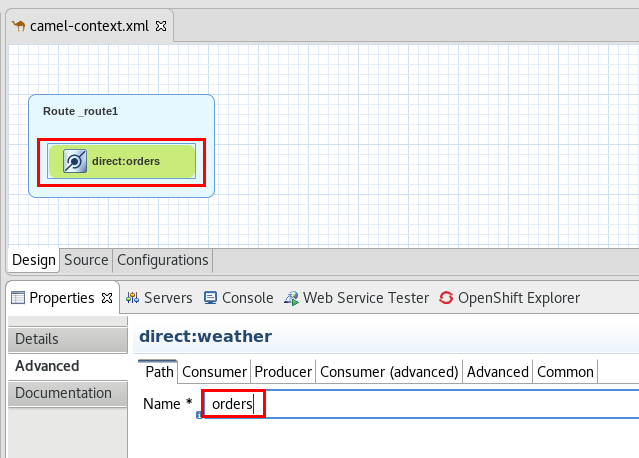 camel-context.xml
Route _route1
direct:orders
Design Source Configurations
Properties Servers Console Web Service Tester OpenShift Explorer
Details
Advanced
Documentation
direct:weather
Path Consumer Producer Consumer (advanced) Advanced Common
Name * orders